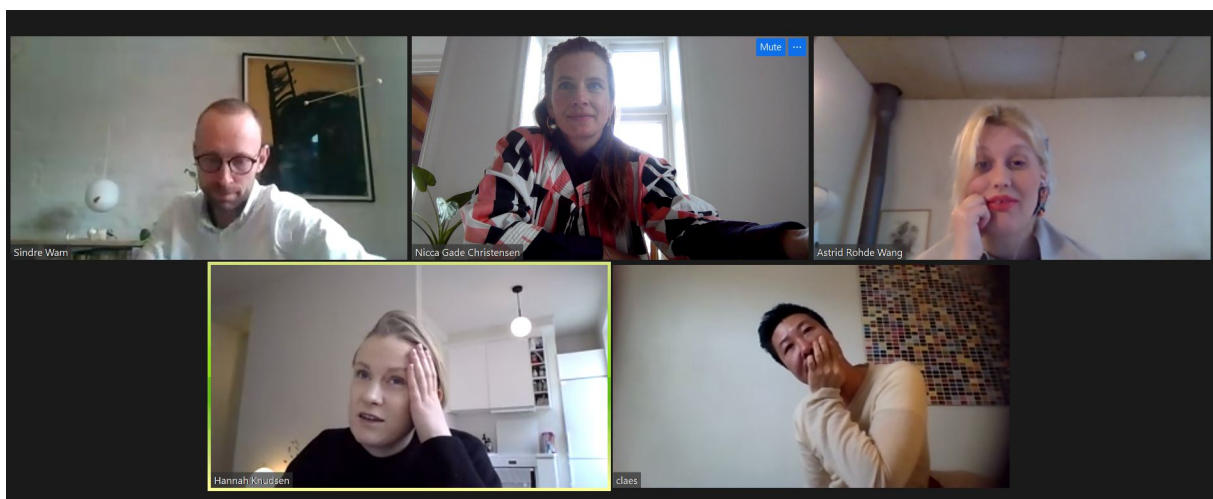 Sindre Wam
Mute ...
Nicca Gade Christensen
Astrid Rohde Wang
Hannah Knudsen
claes